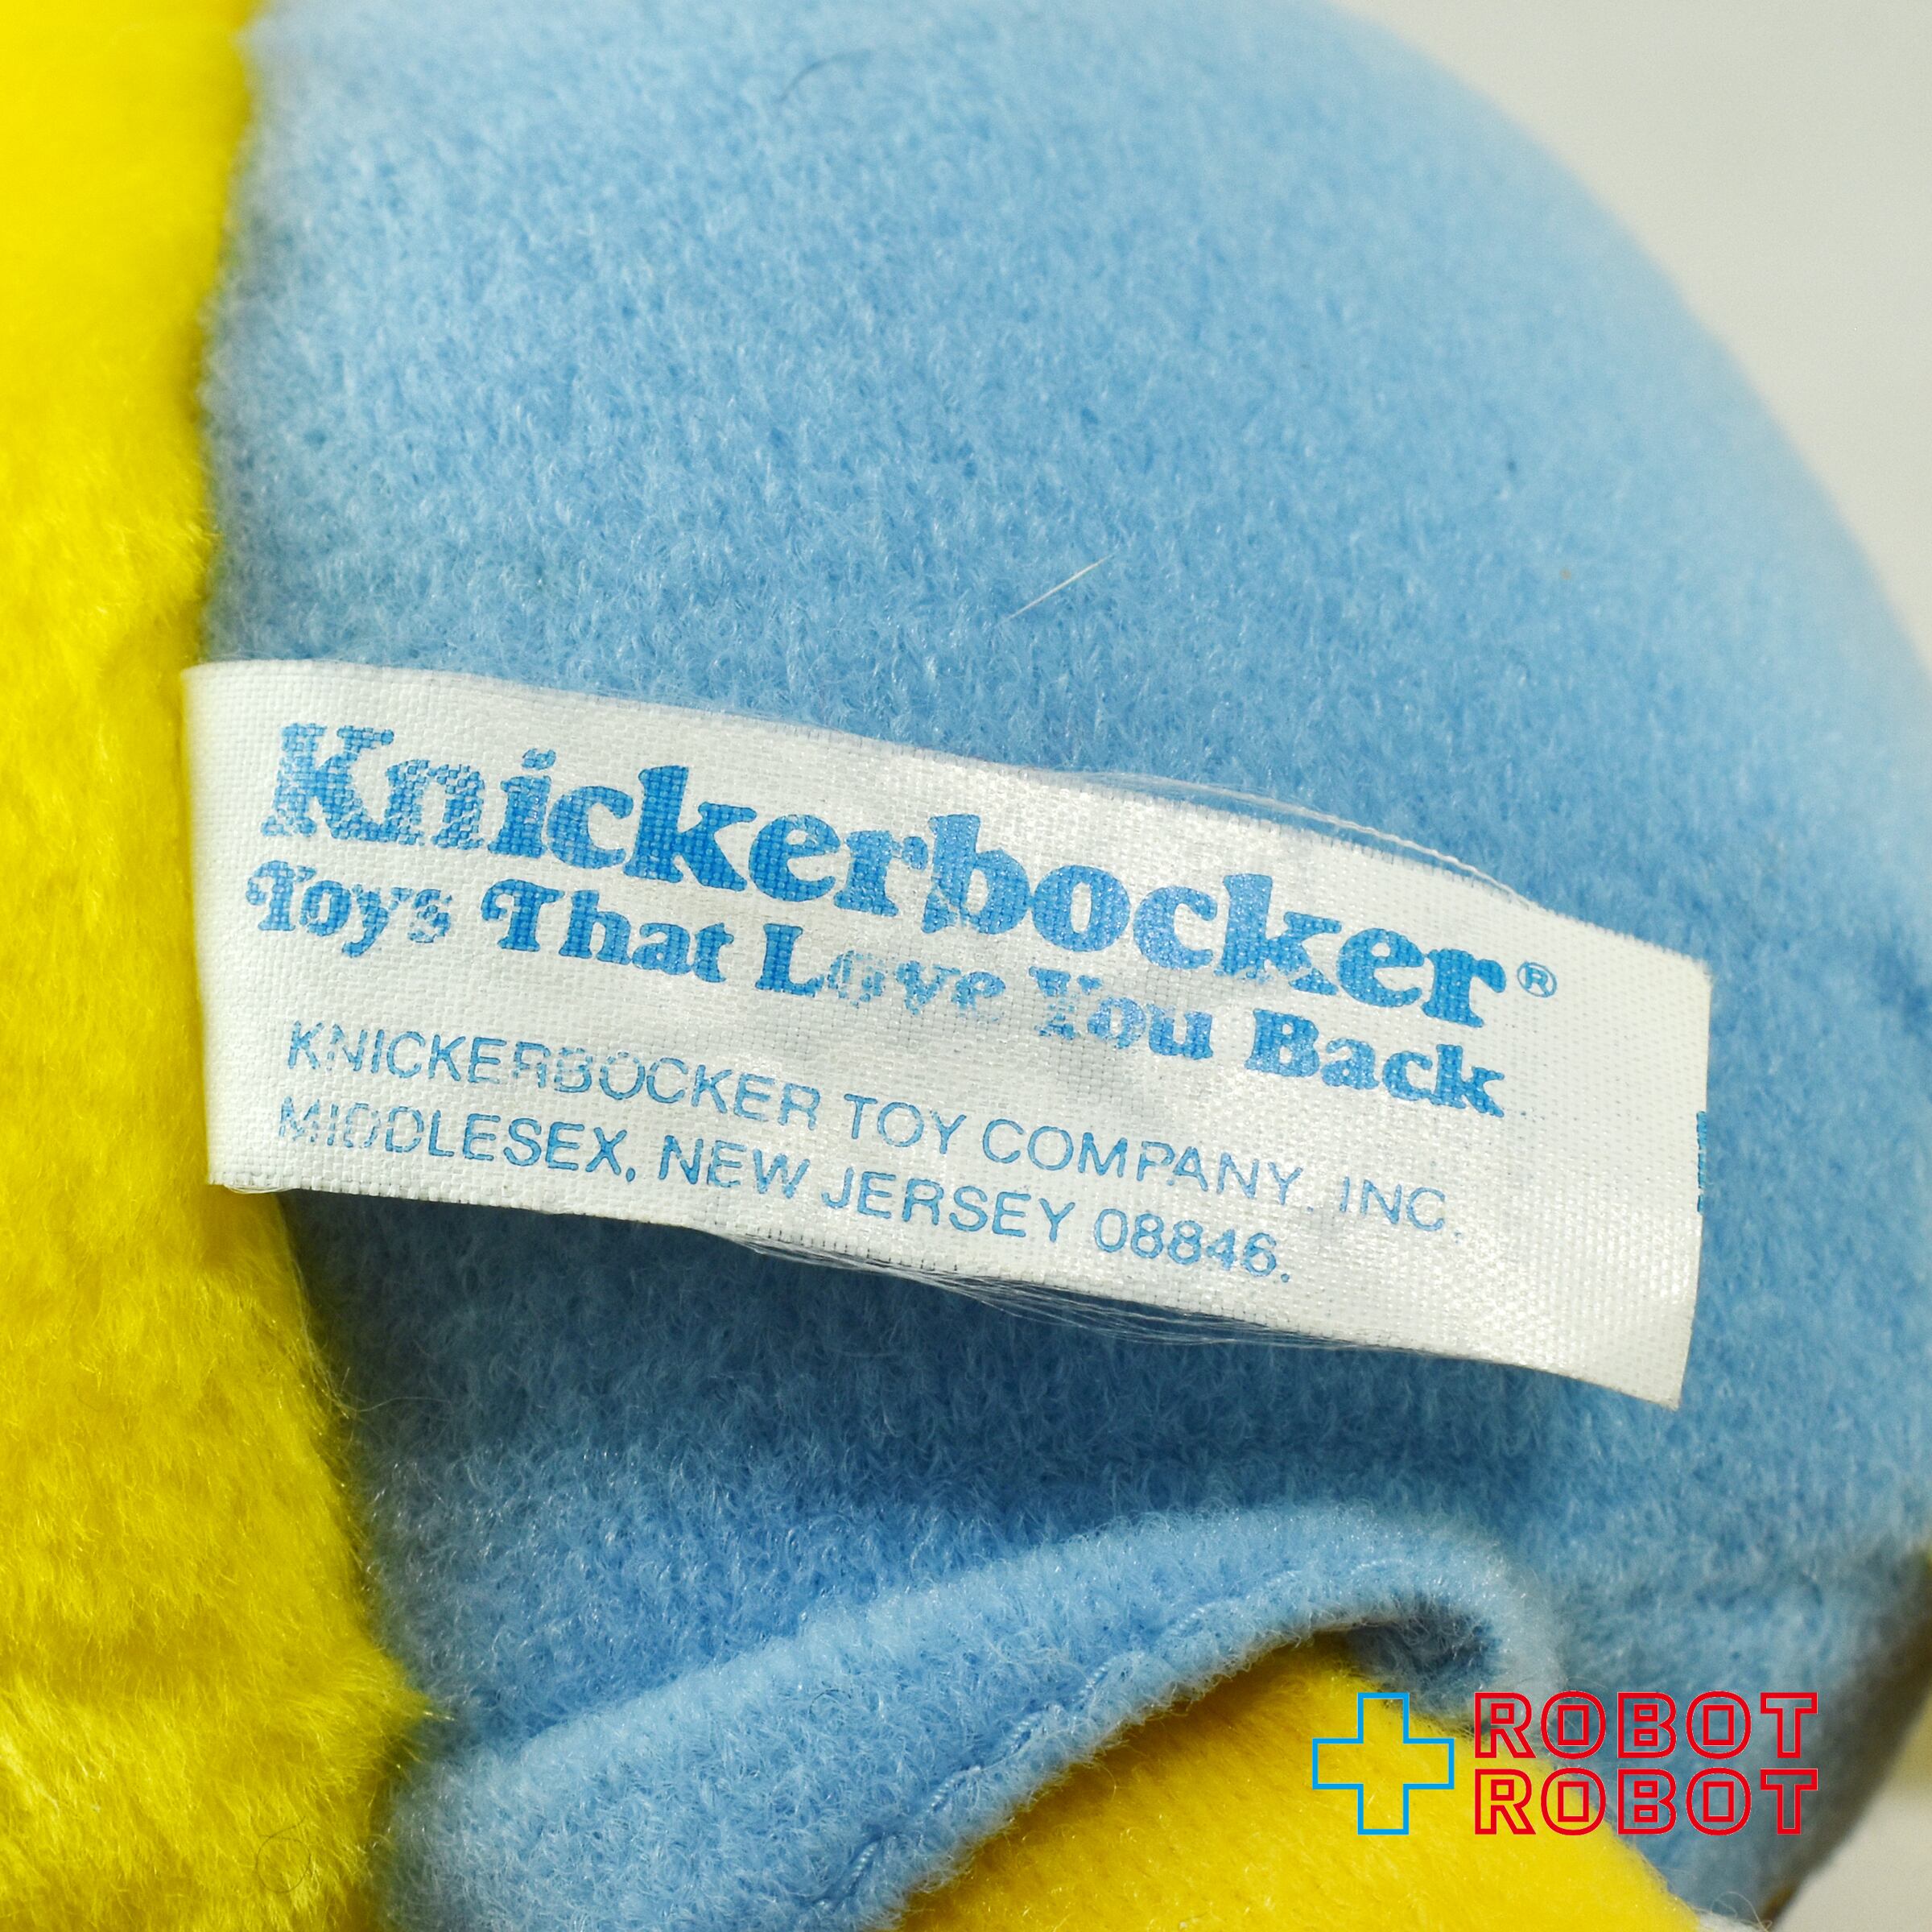 Knickerbocker®
Toys That Love You Back
KNICKERBOCKER TOY COMPANY, INC.
MIDDLESEX, NEW JERSEY 08846.
ROBOT
ROBOT